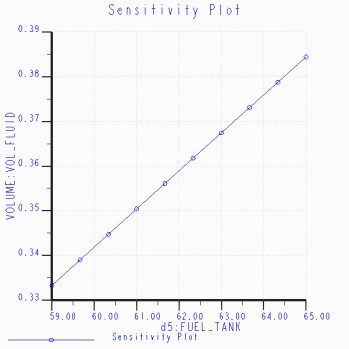 Sensitivity Plot
0.39
0.38
0.37
0.36
0.35
0.34
0.33
VOLUME:VOL_FLUID
59.00 60.00 61.00 62.00 63.00 64.00 65.00
d5:FUEL_TANK
Sensitivity Plot